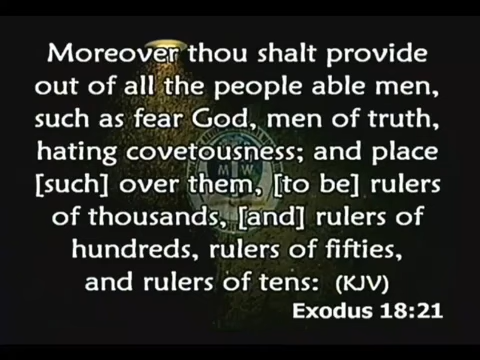 Moreover thou shalt provide
out of all the people able men,
such as fear God, men of truth,
hating covetousness; and place
[such] over them, [to be] rulers
of thousands, [and] rulers of
hundreds, rulers of fifties,
and rulers of tens: (KJV)
Exodus 18:21